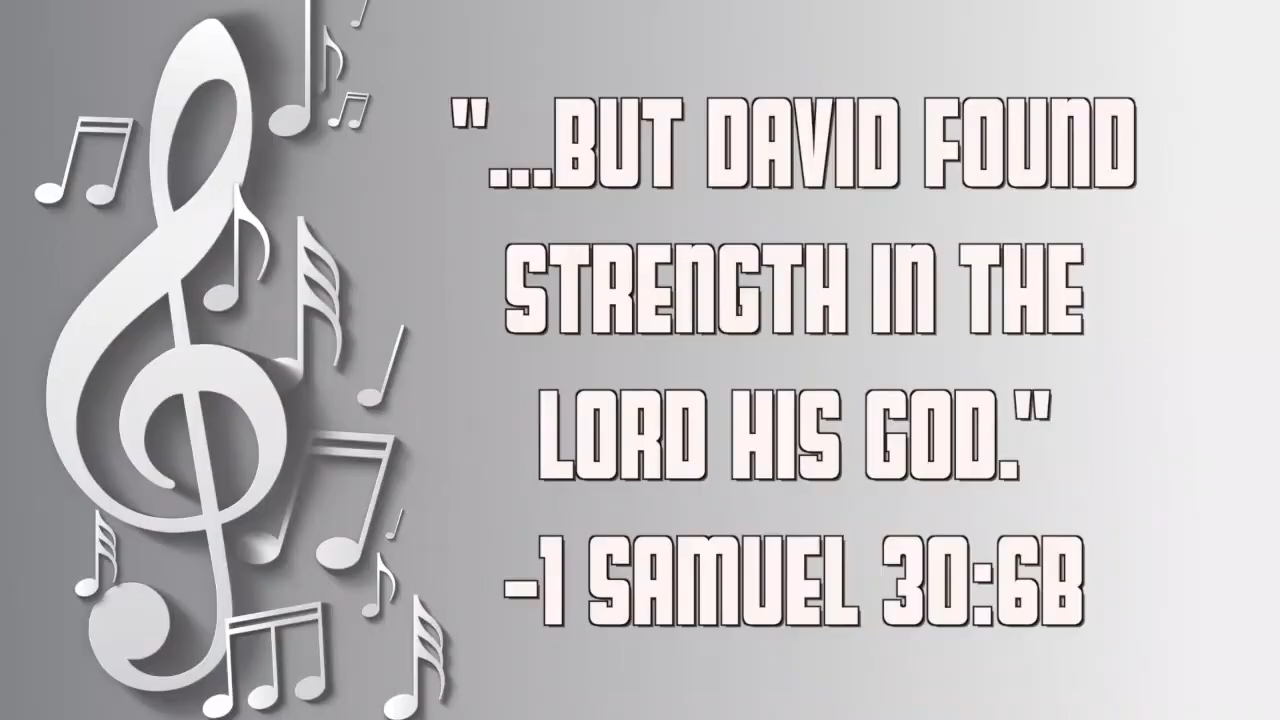 "...BUT DAVID FOUND
STRENGTH IN THE
LORD HIS GOD."
-1 SAMUEL 30:6B